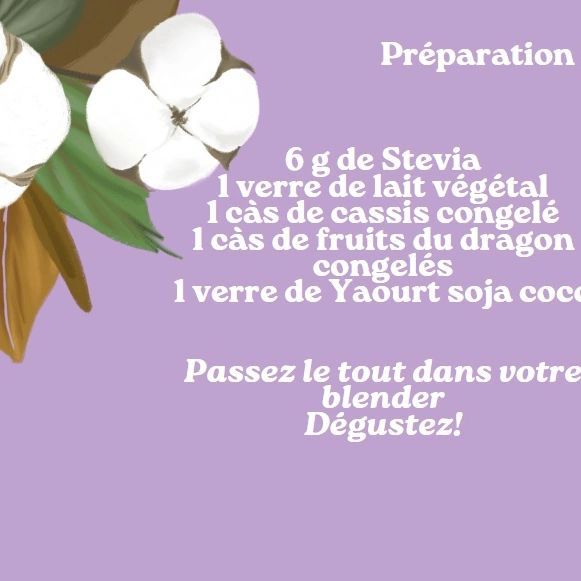 Préparation
6 g de Stevia
1 verre de lait végétal
1 càs de cassis congelé
1 càs de fruits du dragon
congelés
1 verre de Yaourt soja coco
Passez le tout dans votre
blender
Dégustez!